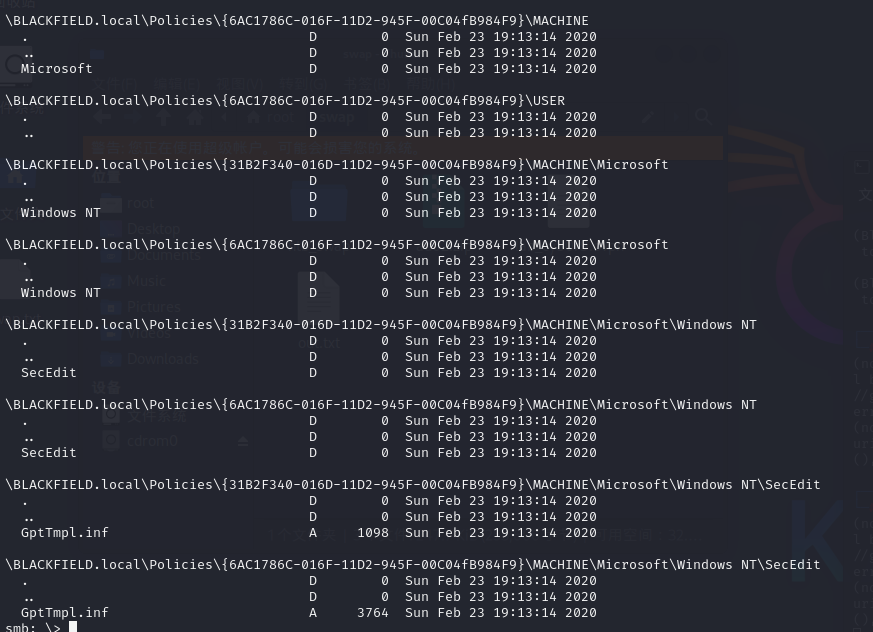 \BLACKFIELD.local\Policies\{6AC1786C-016F-11D2-945F-00C04fB984F9}\MACHINE
. D 0 Sun Feb 23 19:13:14 2020
.. D 0 Sun Feb 23 19:13:14 2020
Microsoft D 0 Sun Feb 23 19:13:14 2020
\BLACKFIELD.local\Policies\{6AC1786C-016F-11D2-945F-00C04fB984F9}\USER
. D 0 Sun Feb 23 19:13:14 2020
.. D 0 Sun Feb 23 19:13:14 2020
\BLACKFIELD.local\Policies\{31B2F340-016D-11D2-945F-00C04FB984F9}\MACHINE\Microsoft
. D 0 Sun Feb 23 19:13:14 2020
.. D 0 Sun Feb 23 19:13:14 2020
Windows NT D 0 Sun Feb 23 19:13:14 2020
\BLACKFIELD.local\Policies\{6AC1786C-016F-11D2-945F-00C04fB984F9}\MACHINE\Microsoft
. D 0 Sun Feb 23 19:13:14 2020
.. D 0 Sun Feb 23 19:13:14 2020
Windows NT D 0 Sun Feb 23 19:13:14 2020
\BLACKFIELD.local\Policies\{31B2F340-016D-11D2-945F-00C04FB984F9}\MACHINE\Microsoft\Windows NT
. D 0 Sun Feb 23 19:13:14 2020
.. D 0 Sun Feb 23 19:13:14 2020
SecEdit D 0 Sun Feb 23 19:13:14 2020
\BLACKFIELD.local\Policies\{6AC1786C-016F-11D2-945F-00C04fB984F9}\MACHINE\Microsoft\Windows NT
. D 0 Sun Feb 23 19:13:14 2020
.. D 0 Sun Feb 23 19:13:14 2020
SecEdit D 0 Sun Feb 23 19:13:14 2020
\BLACKFIELD.local\Policies\{31B2F340-016D-11D2-945F-00C04FB984F9}\MACHINE\Microsoft\Windows NT\SecEdit
. D 0 Sun Feb 23 19:13:14 2020
.. D 0 Sun Feb 23 19:13:14 2020
GptTmpl.inf A 1098 Sun Feb 23 19:13:14 2020
\BLACKFIELD.local\Policies\{6AC1786C-016F-11D2-945F-00C04fB984F9}\MACHINE\Microsoft\Windows NT\SecEdit
. D 0 Sun Feb 23 19:13:14 2020
.. D 0 Sun Feb 23 19:13:14 2020
GptTmpl.inf A 3764 Sun Feb 23 19:13:14 2020
smb: \>
root
Desktop
Documents
Music
Pictures
Videos
Downloads
文件系统
cdrom0